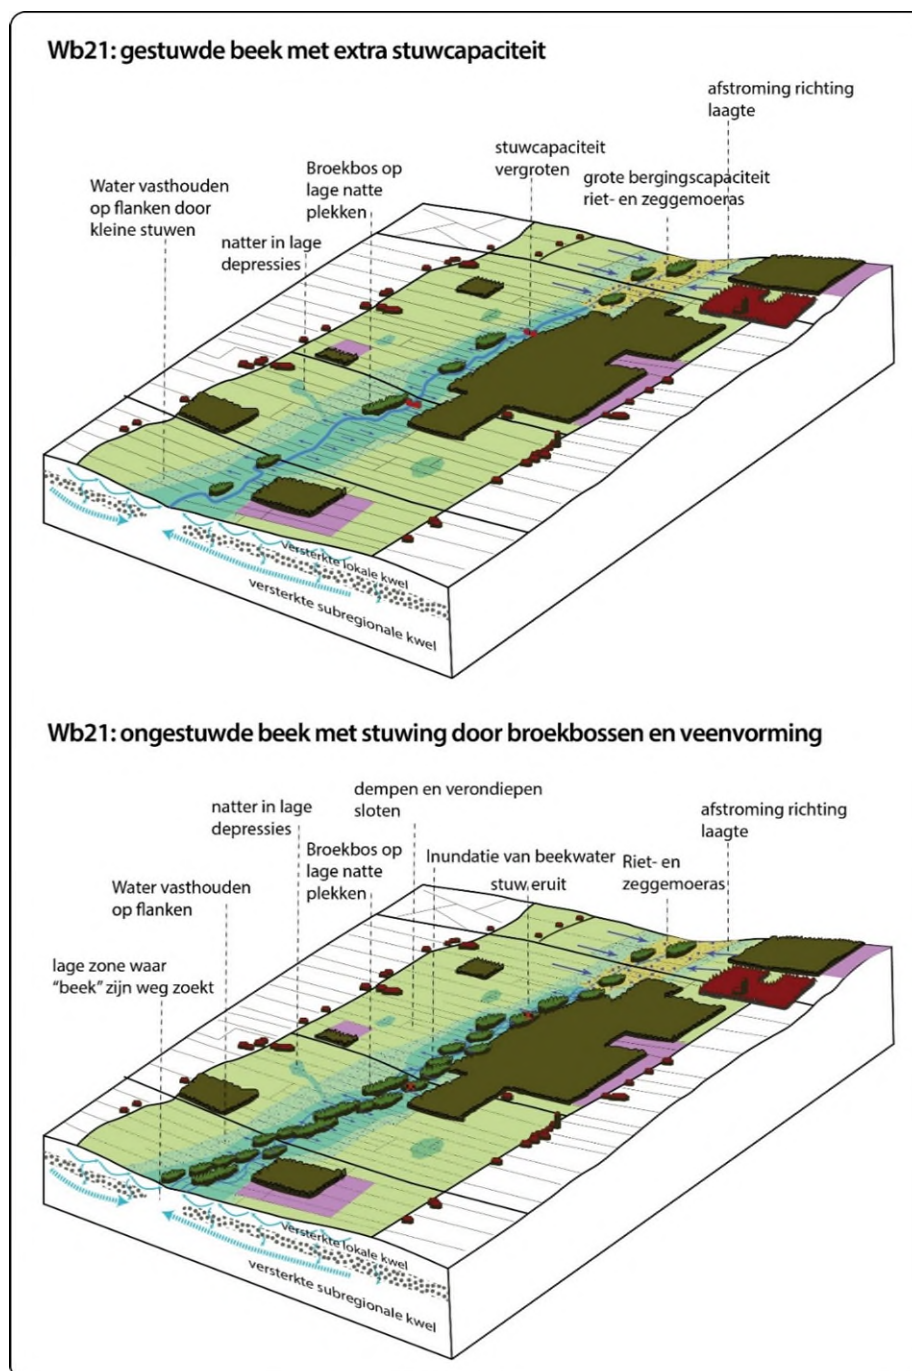 Wb21: gestuwde beek met extra stuwcapaciteit
afstroming richting
laagte
stuwcapaciteit
vergroten
grote bergingscapaciteit
riet- en zeggemoeras
Broekbos op
lage natte
plekken
Water vasthouden
op flanken door
kleine stuwen
natter in lage
depressies
versterkte lokale kwel
versterkte subregionale kwel
Wb21: ongestuwde beek met stuwing door broekbossen en veenvorming
dempen en verondiepen
sloten
natter in lage
depressies
afstroming richting
laagte
Broekbos op
lage natte
plekken
Inundatie van beekwater
stuw eruit
Riet- en
zeggemoeras
Water vasthouden
op flanken
lage zone waar
"beek" zijn weg zoekt
versterkte lokale kwel
versterkte subregionale kwel